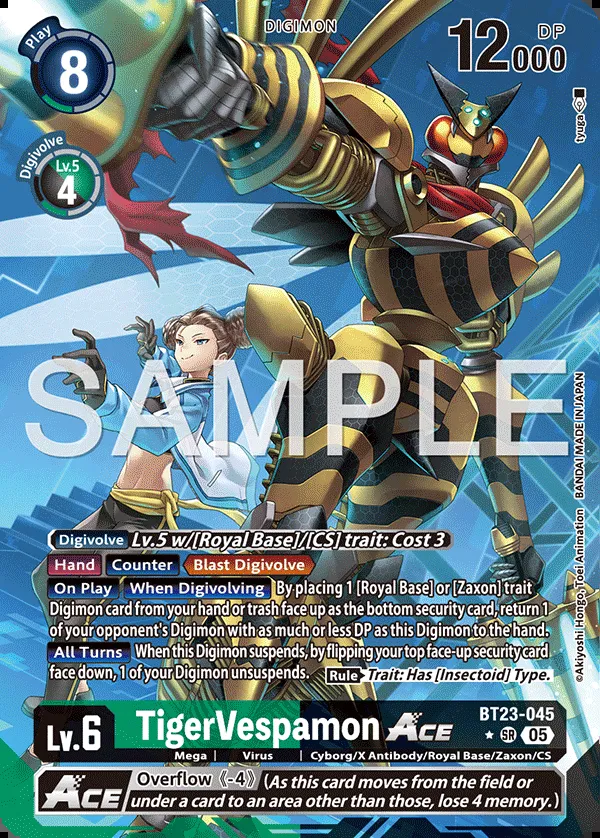 DIGIMON
Play
8
12000
DP
Digivolve
Lv.5
4
tyuga
SAMPLE
©Akiyoshi Hongo, Toei Animation BANDAI MADE IN JAPAN
Digivolve Lv.5 w/[Royal Base]/[CS] trait: Cost 3
Hand Counter Blast Digivolve
On Play When Digivolving By placing 1 [Royal Base] or [Zaxon] trait
Digimon card from your hand or trash face up as the bottom security card, return 1
of your opponent's Digimon with as much or less DP as this Digimon to the hand.
All Turns When this Digimon suspends, by flipping your top face-up security card
face down, 1 of your Digimon unsuspends. Rule Trait: Has [Insectoid] Type.
Lv.6 TigerVespamon ACE BT23-045
SR 05
Mega | Virus | Cyborg/X Antibody/Royal Base/Zaxon/CS
ACE Overflow《-4》(As this card moves from the field or
under a card to an area other than those, lose 4 memory.)